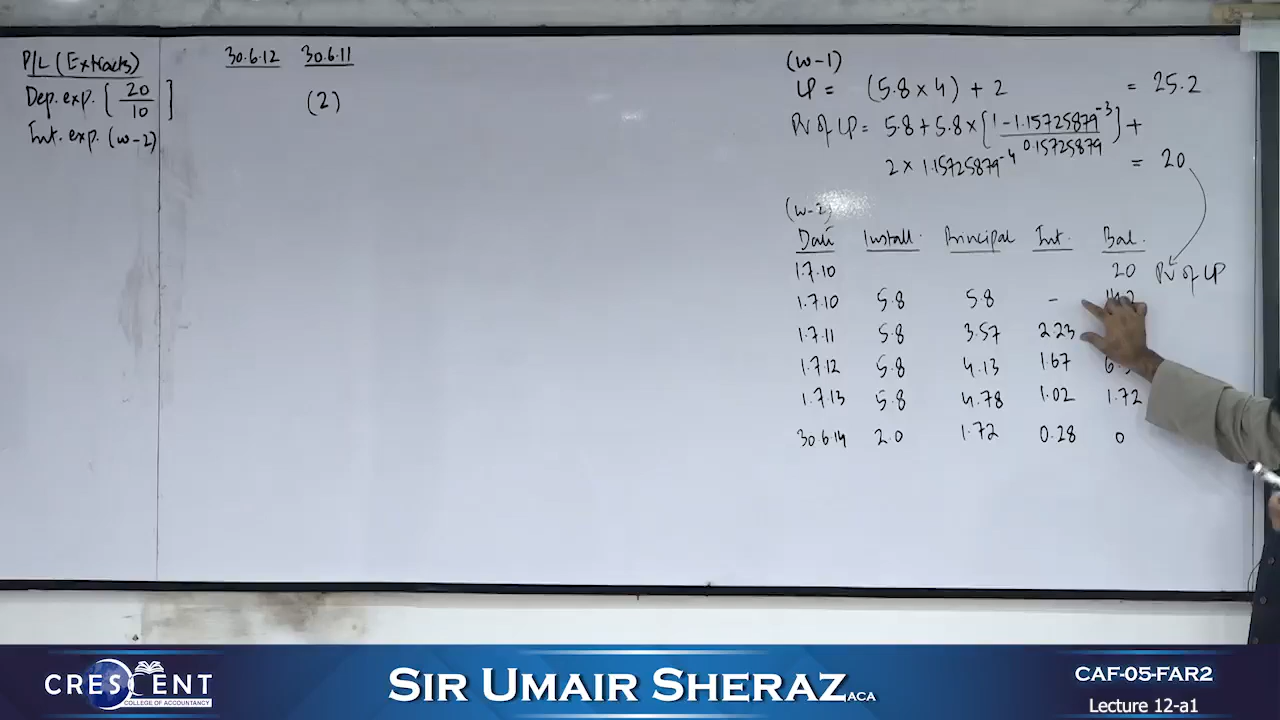 P/L (Extracts) 30.6.12 30.6.11
Dep. exp. [20/10] (2)
Int. exp. (w-2)
(w-1)
LP = (5.8 x 4) + 2 = 25.2
PV of LP = 5.8 + 5.8 x [1 - 1.15725879^-3 / 0.15725879] +
2 x 1.15725879^-4 = 20
(w-2)
Date Install. Principal Int. Bal.
1.7.10 20 PV of LP
1.7.10 5.8 5.8 -
1.7.11 5.8 3.57 2.23
1.7.12 5.8 4.13 1.67
1.7.13 5.8 4.78 1.02 1.72
30.6.14 2.0 1.72 0.28 0
CRESCENT
COLLEGE OF ACCOUNTANCY
SIR UMAIR SHERAZ ACA
CAF-05-FAR2
Lecture 12-a1